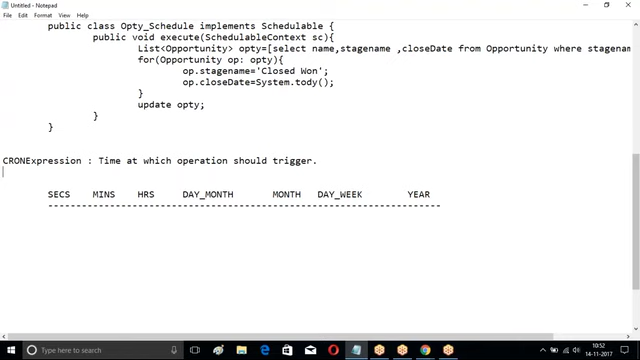 Untitled - Notepad
File Edit Format View Help
public class Opty_Schedule implements Schedulable {
public void execute(SchedulableContext sc){
List<Opportunity> opty=[select name,stagename ,closeDate from Opportunity where stagenam
for(Opportunity op: opty){
op.stagename='Closed Won';
op.closeDate=System.tody();
}
update opty;
}
}
CRONExpression : Time at which operation should trigger.
SECS MINS HRS DAY_MONTH MONTH DAY_WEEK YEAR
--------------------------------------------------------------------------------
Type here to search
10:52
14-11-2017